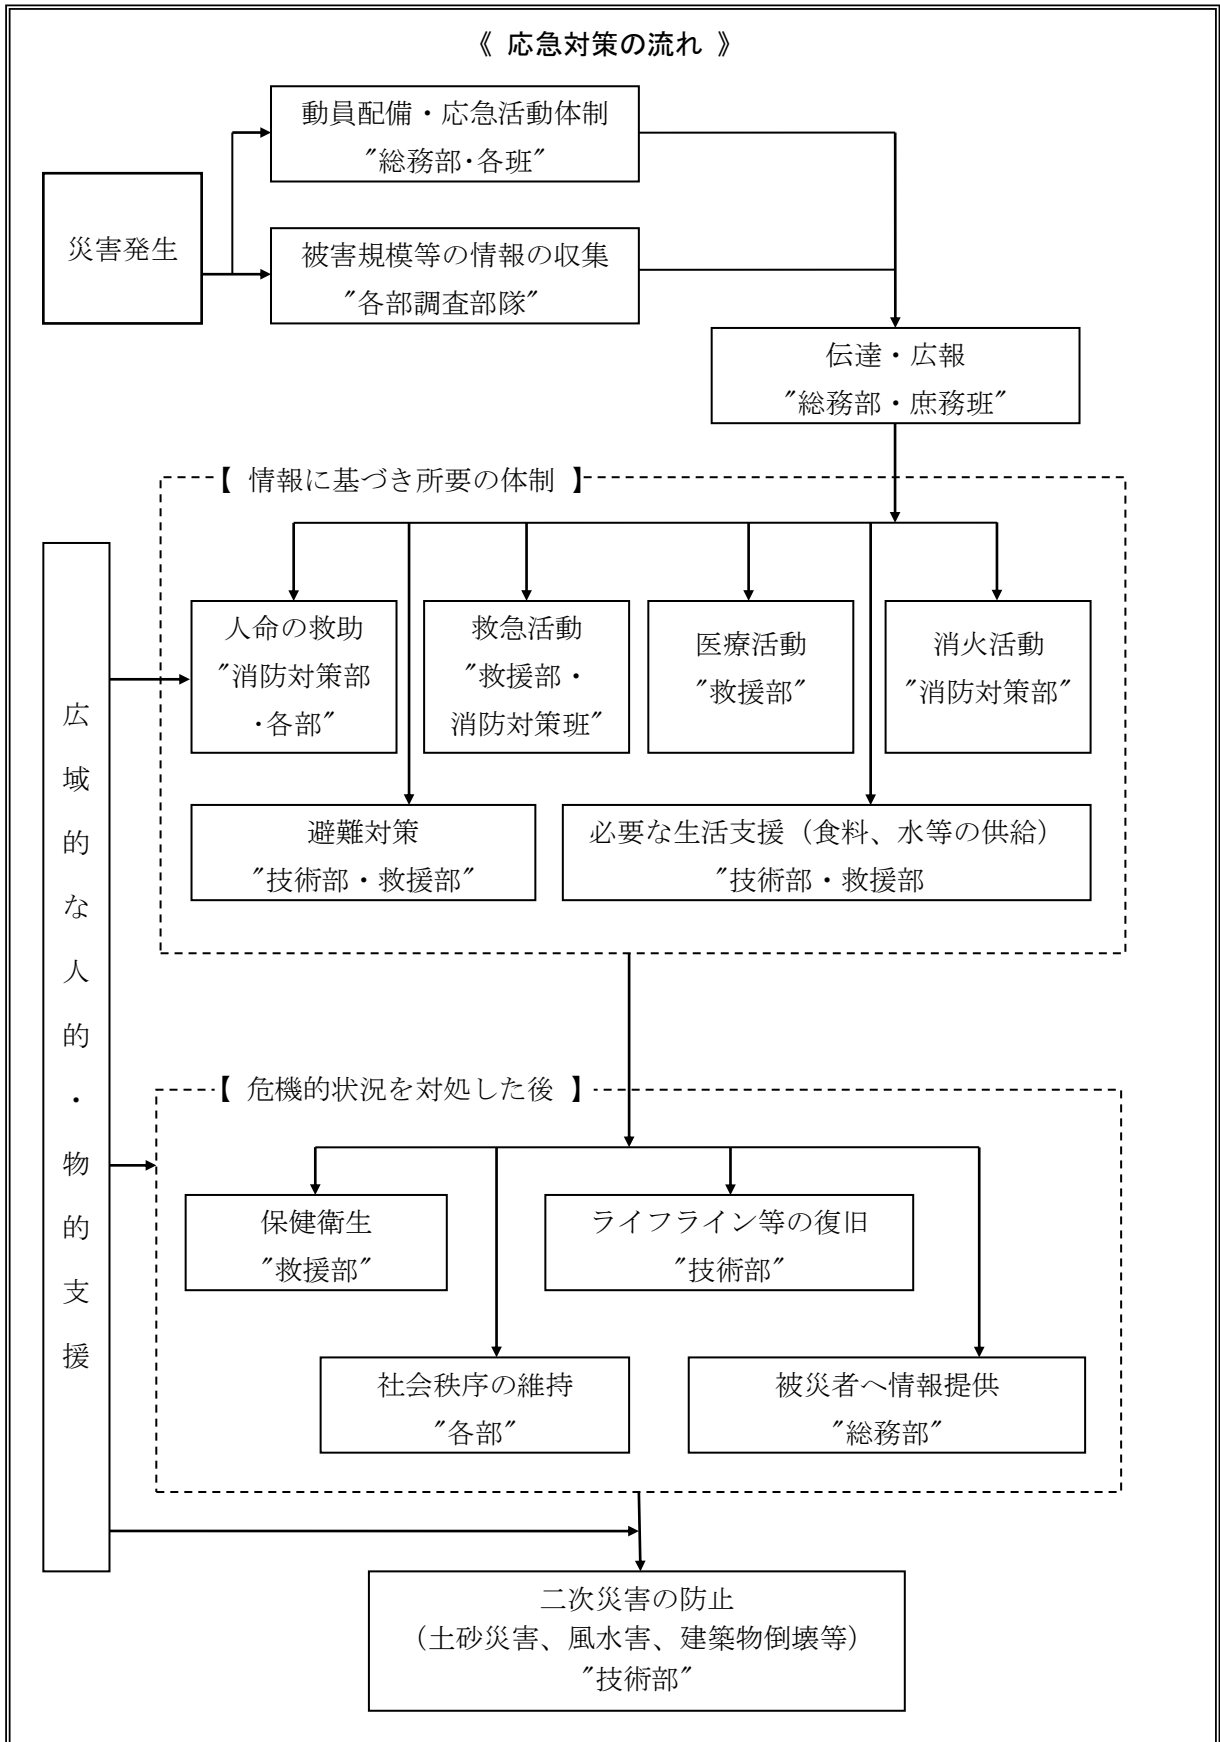 《 応急対策の流れ 》
動員配備・応急活動体制
"総務部・各班"
災害発生
被害規模等の情報の収集
"各部調査部隊"
伝達・広報
"総務部・庶務班"
【 情報に基づき所要の体制 】
人命の救助
"消防対策部
・各部"
救急活動
"救援部・
消防対策班"
医療活動
"救援部"
消火活動
"消防対策部"
避難対策
"技術部・救援部"
必要な生活支援（食料、水等の供給）
"技術部・救援部
広域的な人的・物的支援
【 危機的状況を対処した後 】
保健衛生
"救援部"
ライフライン等の復旧
"技術部"
社会秩序の維持
"各部"
被災者へ情報提供
"総務部"
二次災害の防止
（土砂災害、風水害、建築物倒壊等）
"技術部"